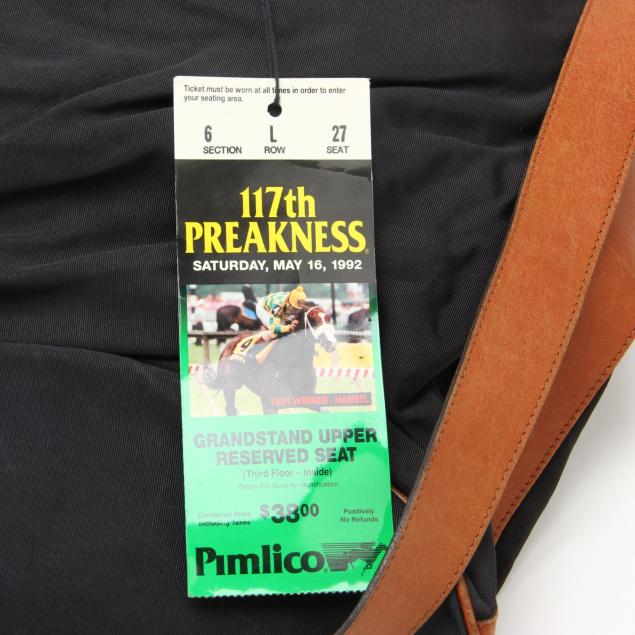 Ticket must be worn at all times in order to enter
your seating area.
6 L 27
SECTION ROW SEAT
117th
PREAKNESS®
SATURDAY, MAY 16, 1992
1991 WINNER - HANSEL
GRANDSTAND UPPER
RESERVED SEAT
(Third Floor - Inside)
Retain this ticket for identification
Combined Price $38.00 Positively
Including Taxes No Refunds
Pimlico